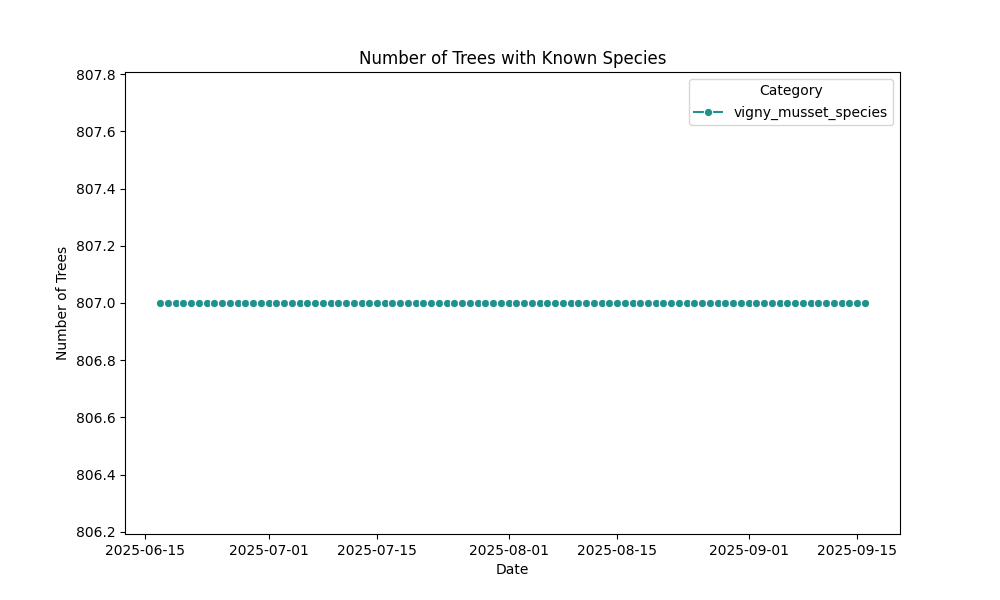 Number of Trees with Known Species
Category
vigny_musset_species
Number of Trees
807.8
807.6
807.4
807.2
807.0
806.8
806.6
806.4
806.2
2025-06-15 2025-07-01 2025-07-15 2025-08-01 2025-08-15 2025-09-01 2025-09-15
Date